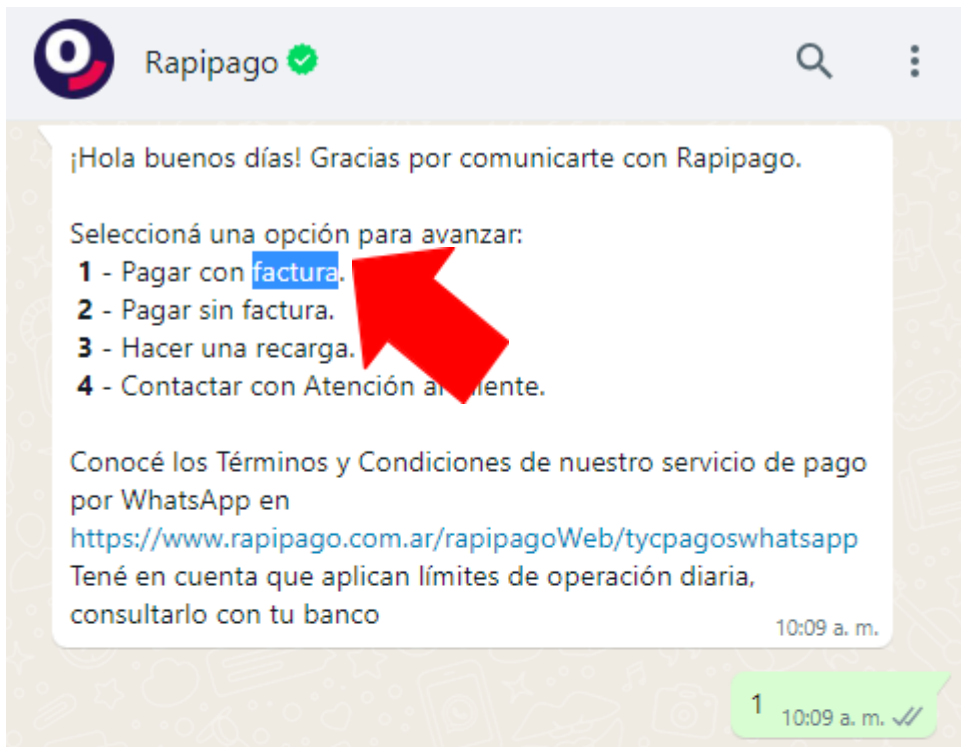 Rapipago
¡Hola buenos días! Gracias por comunicarte con Rapipago.
Seleccioná una opción para avanzar:
1 - Pagar con factura.
2 - Pagar sin factura.
3 - Hacer una recarga.
4 - Contactar con Atención al iente.
Conocé los Términos y Condiciones de nuestro servicio de pago
por WhatsApp en
https://www.rapipago.com.ar/rapipagoWeb/tycpagoswhatsapp
Tené en cuenta que aplican límites de operación diaria,
consultarlo con tu banco
10:09 a. m.
1
10:09 a. m.